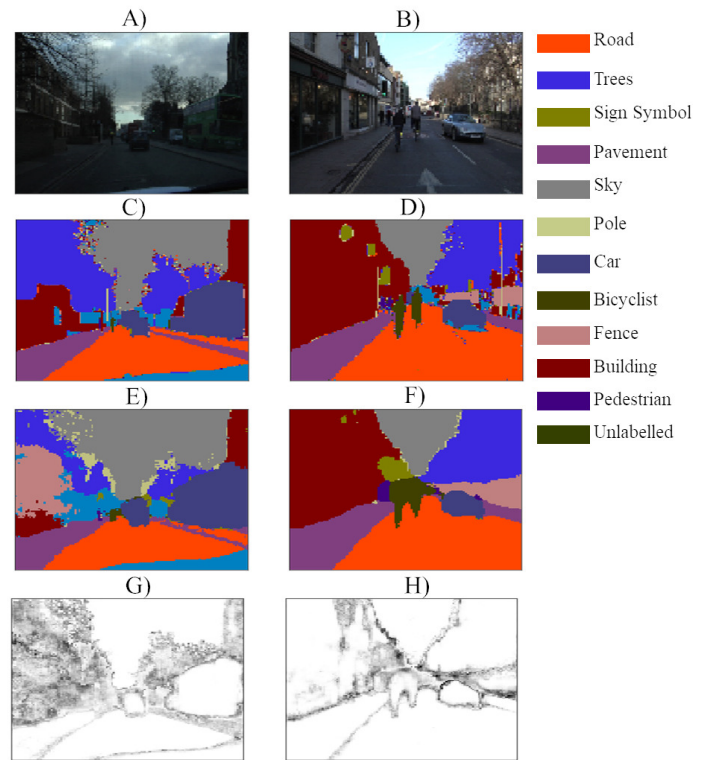 A)
B)
Road
Trees
Sign Symbol
Pavement
Sky
Pole
Car
Bicyclist
Fence
Building
Pedestrian
Unlabelled
C)
D)
E)
F)
G)
H)